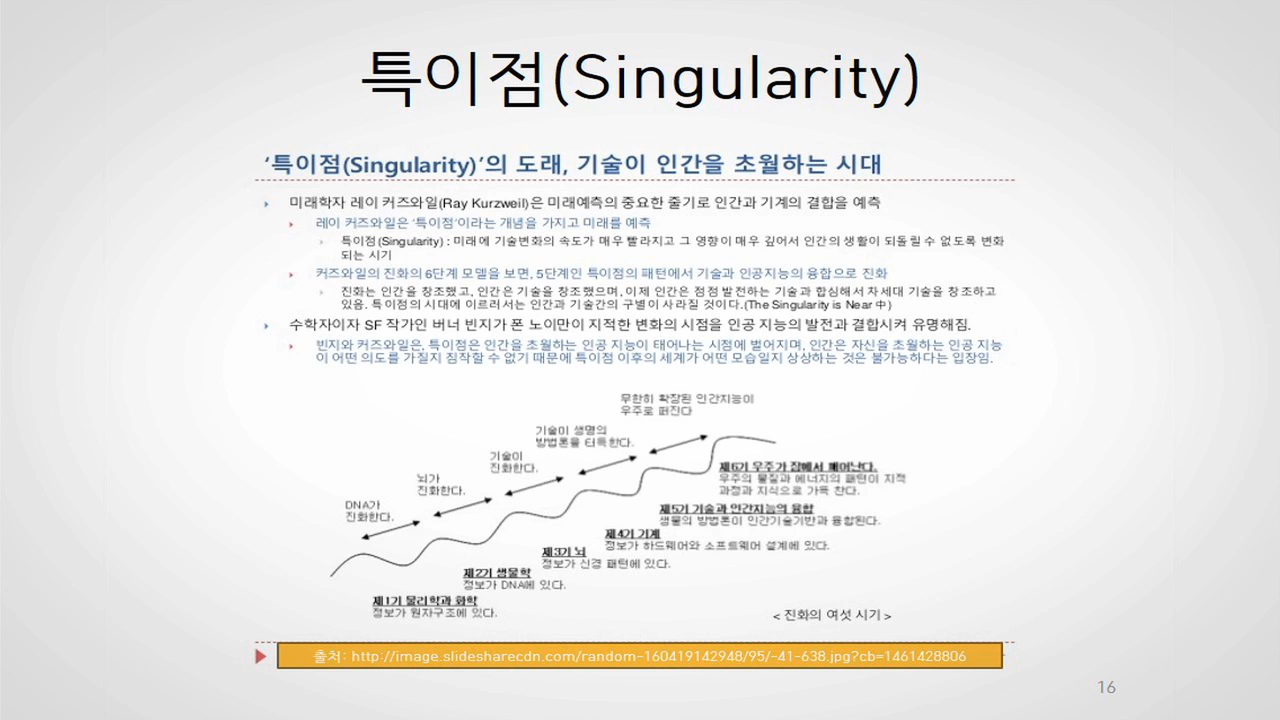 특이점(Singularity)
‘특이점(Singularity)’의 도래, 기술이 인간을 초월하는 시대
미래학자 레이 커즈와일(Ray Kurzweil)은 미래예측의 중요한 줄기로 인간과 기계의 결합을 예측
레이 커즈와일은 ‘특이점’이라는 개념을 가지고 미래를 예측
특이점(Singularity) : 미래에 기술변화의 속도가 매우 빨라지고 그 영향이 매우 깊어서 인간의 생활이 되돌릴 수 없도록 변화
되는 시기
커즈와일의 진화의 6단계 모델을 보면, 5단계인 특이점의 패턴에서 기술과 인공지능의 융합으로 진화
진화는 인간을 창조했고, 인간은 기술을 창조했으며, 이제 인간은 점점 발전하는 기술과 합심해서 차세대 기술을 창조하고
있음. 특이점의 시대에 이르러서는 인간과 기술간의 구별이 사라질 것이다.(The Singularity is Near 中)
수학자이자 SF 작가인 버너 빈지가 폰 노이만이 지적한 변화의 시점을 인공 지능의 발전과 결합시켜 유명해짐.
빈지와 커즈와일은, 특이점은 인간을 초월하는 인공 지능이 태어나는 시점에 벌어지며, 인간은 자신을 초월하는 인공 지능
이 어떤 의도를 가질지 짐작할 수 없기 때문에 특이점 이후의 세계가 어떤 모습일지 상상하는 것은 불가능하다는 입장임.
무한히 확장된 인간지능이
우주로 퍼진다
기술이 생명의
방법론을 터득한다.
기술이
진화한다.
뇌가
진화한다.
DNA가
진화한다.
제6기 우주가 잠에서 깨어난다.
우주의 물질과 에너지의 패턴이 지적
과정과 지식으로 가득 찬다.
제5기 기술과 인간지능의 융합
생물의 방법론이 인간기술기반과 융합된다.
제4기 기계
정보가 하드웨어와 소프트웨어 설계에 있다.
제3기 뇌
정보가 신경 패턴에 있다.
제2기 생물학
정보가 DNA에 있다.
제1기 물리학과 화학
정보가 원자구조에 있다.
< 진화의 여섯 시기 >
출처: http://image.slidesharecdn.com/random-160419142948/95/-41-638.jpg?cb=1461428806
16